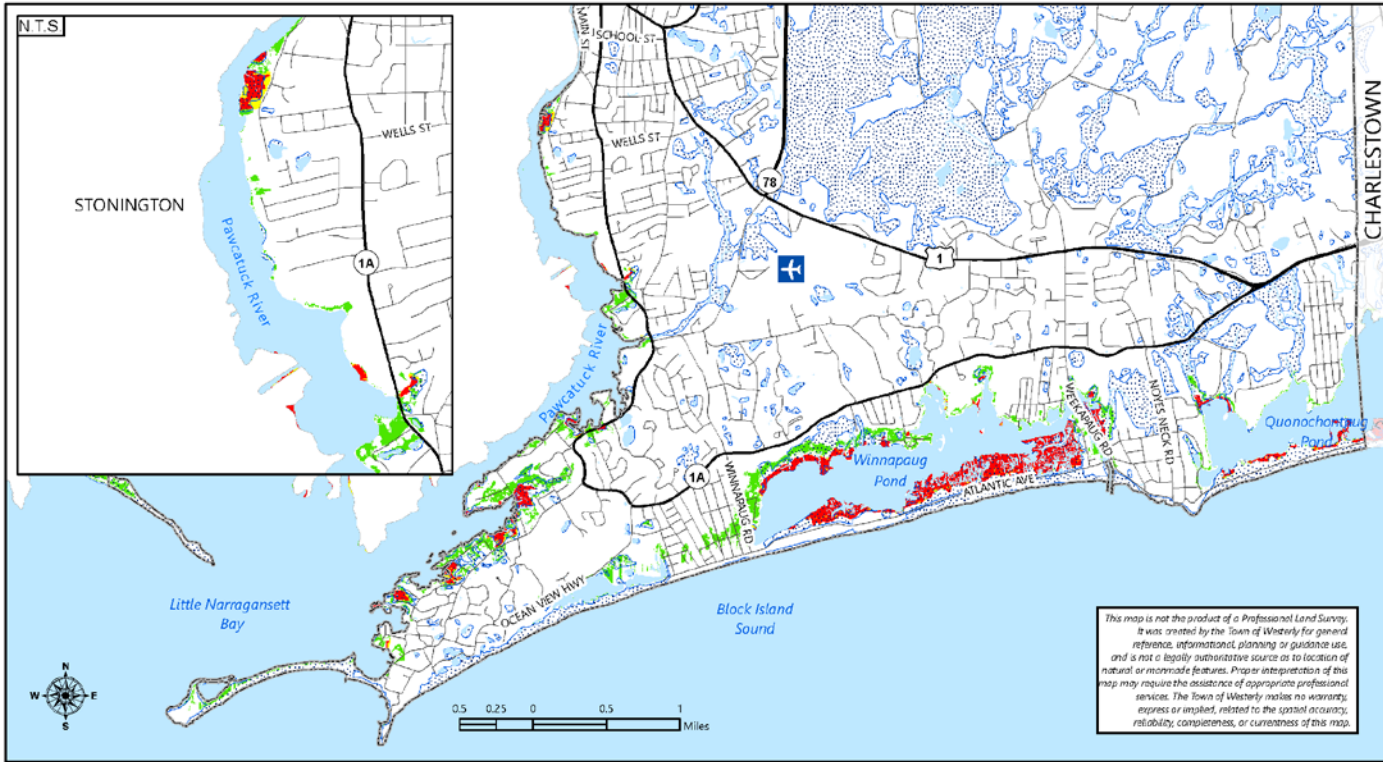 N.T.S
MAIN ST
SCHOOL ST
WELLS ST
STONINGTON
Pawcatuck River
1A
WELLS ST
78
1
CHARLESTOWN
Pawcatuck River
1A
WINNAPAUG RD
Winnapaug
Pond
ATLANTIC AVE
WEEKAPAUG RD
NOYES NECK RD
Quonochontaug
Pond
OCEAN VIEW HWY
Little Narragansett
Bay
Block Island
Sound
N
W E
S
0.5 0.25 0 0.5 1
Miles
This map is not the product of a Professional Land Survey.
It was created by the Town of Westerly for general
reference, informational, planning or guidance use,
and is not a legally authoritative source as to location of
natural or manmade features. Proper interpretation of this
map may require the assistance of appropriate professional
services. The Town of Westerly makes no warranty,
express or implied, related to the spatial accuracy,
reliability, completeness, or currentness of this map.